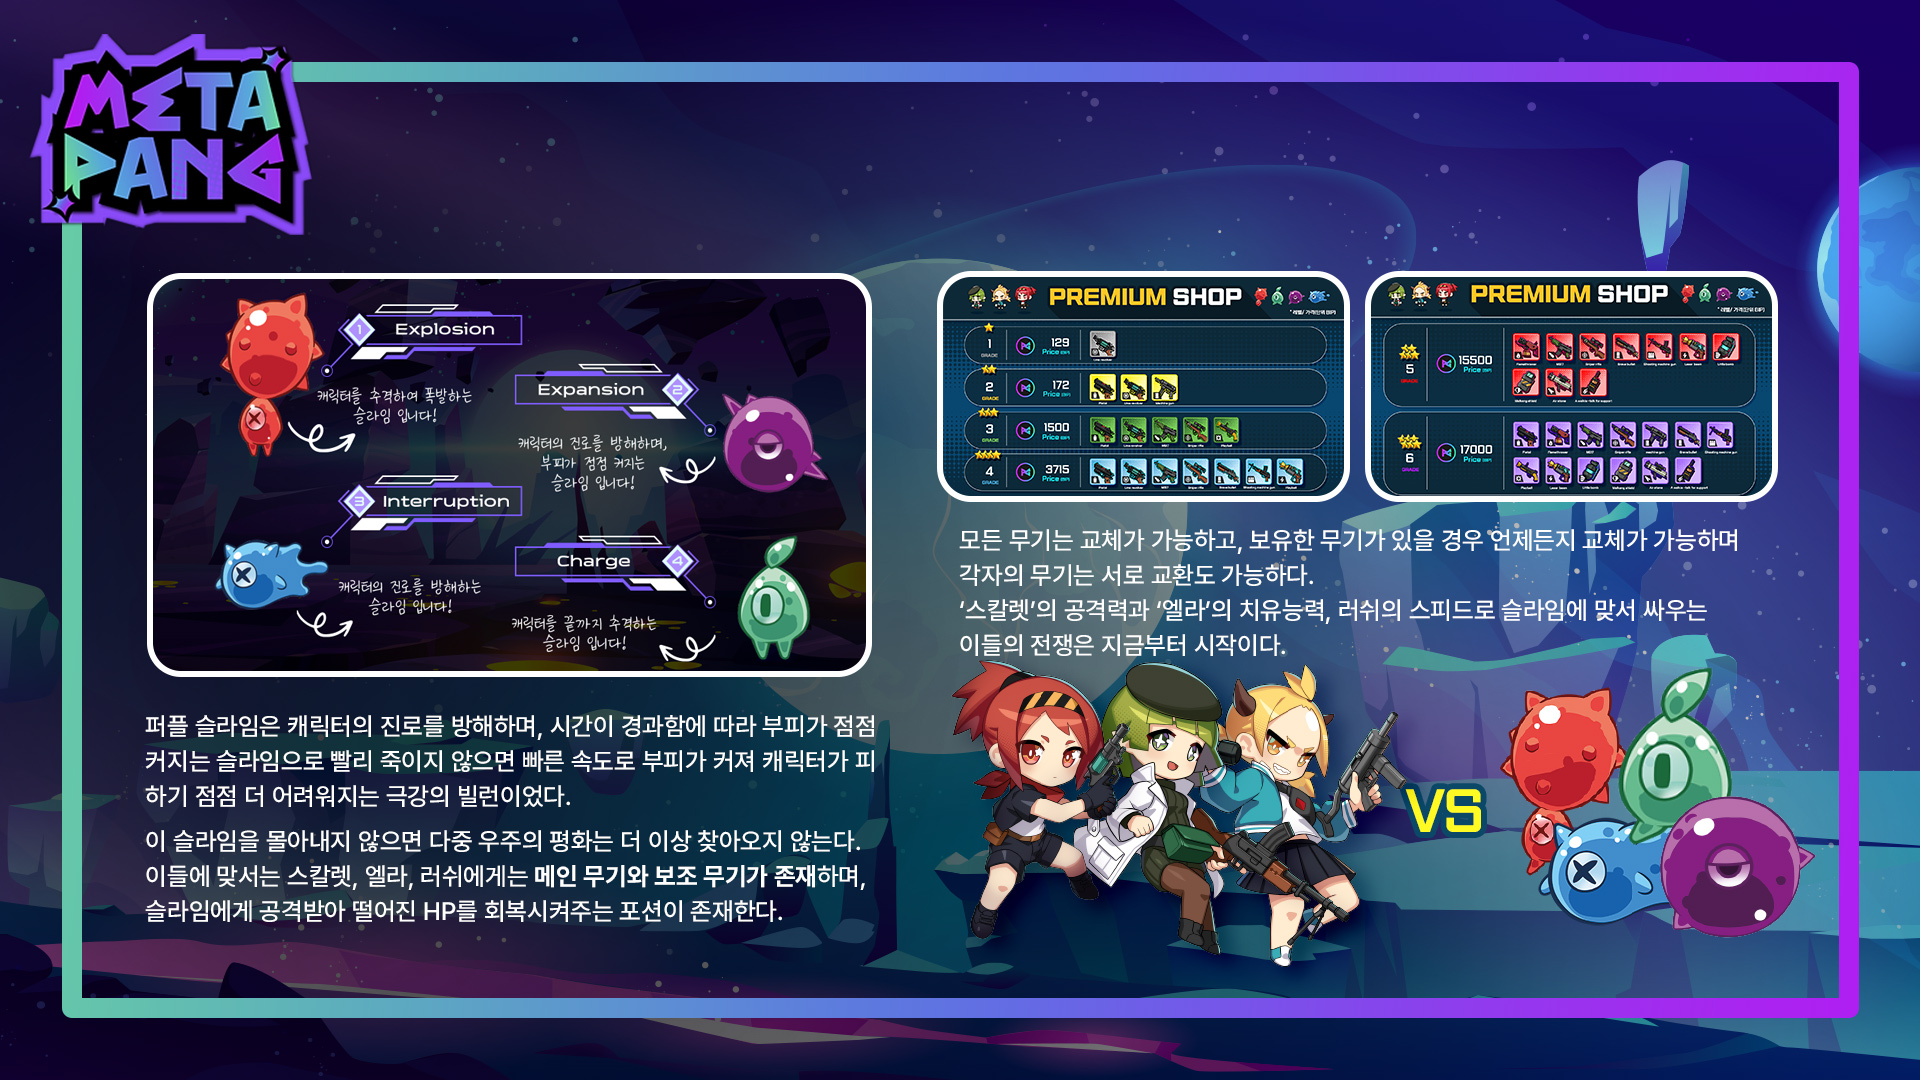 META
PANG
1 Explosion
캐릭터를 추격하여 폭발하는
슬라임 입니다!
Expansion 2
캐릭터의 진로를 방해하며,
부피가 점점 커지는
슬라임 입니다!
3 Interruption
캐릭터의 진로를 방해하는
슬라임 입니다!
Charge 4
캐릭터를 끝까지 추격하는
슬라임 입니다!
퍼플 슬라임은 캐릭터의 진로를 방해하며, 시간이 경과함에 따라 부피가 점점
커지는 슬라임으로 빨리 죽이지 않으면 빠른 속도로 부피가 커져 캐릭터가 피
하기 점점 더 어려워지는 극강의 빌런이었다.
이 슬라임을 몰아내지 않으면 다중 우주의 평화는 더 이상 찾아오지 않는다.
이들에 맞서는 스칼렛, 엘라, 러쉬에게는 메인 무기와 보조 무기가 존재하며,
슬라임에게 공격받아 떨어진 HP를 회복시켜주는 포션이 존재한다.
PREMIUM SHOP
1 GRADE 129 Price
2 GRADE 172 Price
3 GRADE 1500 Price
4 GRADE 3715 Price
PREMIUM SHOP
5 GRADE 15500 Price
6 GRADE 17000 Price
모든 무기는 교체가 가능하고, 보유한 무기가 있을 경우 언제든지 교체가 가능하며
각자의 무기는 서로 교환도 가능하다.
‘스칼렛’의 공격력과 ‘엘라’의 치유능력, 러쉬의 스피드로 슬라임에 맞서 싸우는
이들의 전쟁은 지금부터 시작이다.
VS